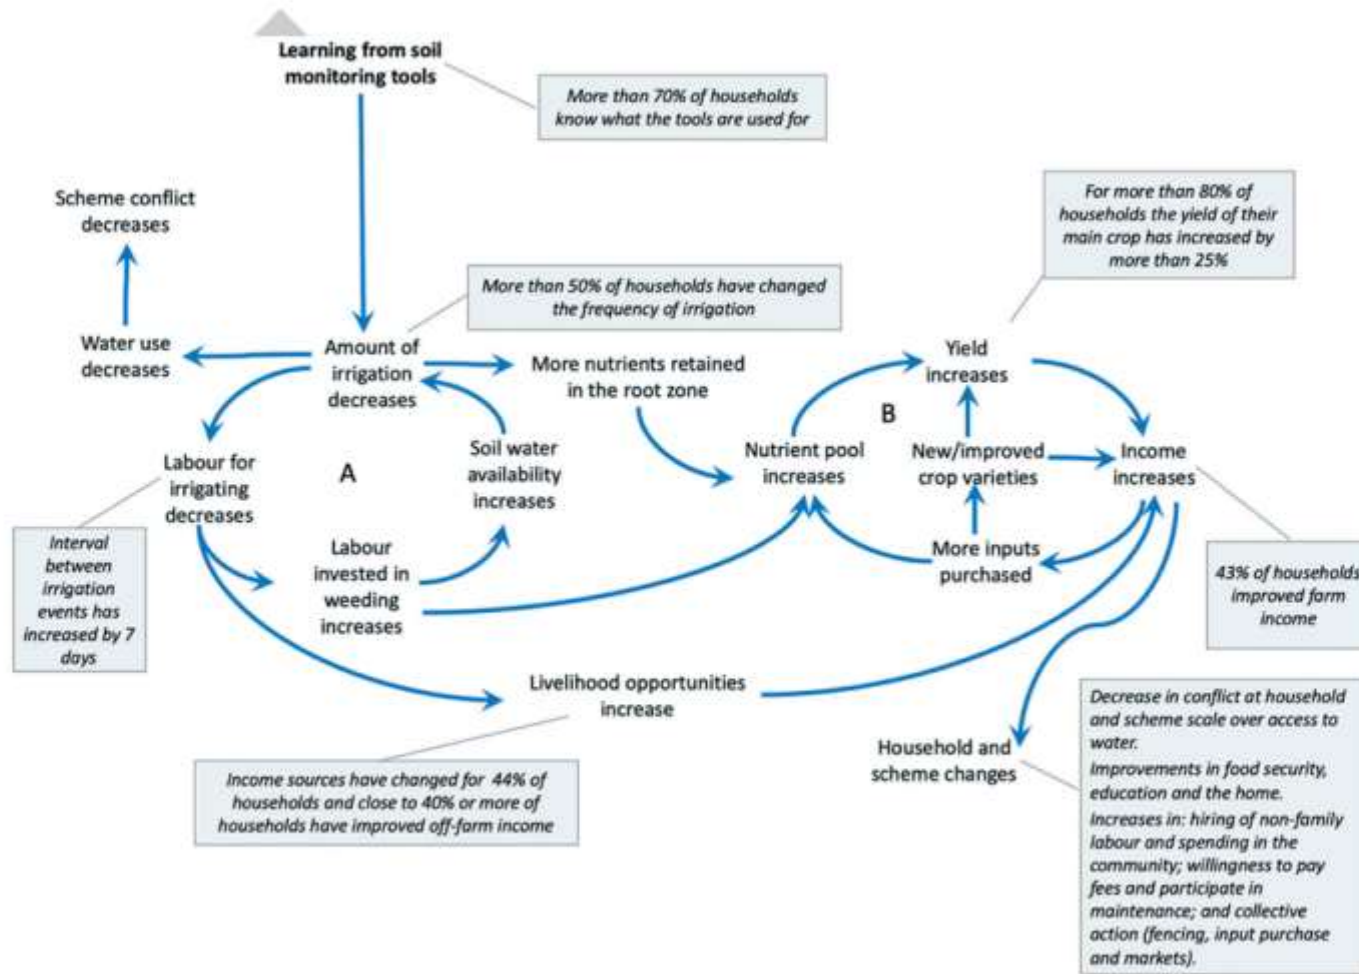 Learning from soil
monitoring tools
More than 70% of households
know what the tools are used for
Scheme conflict
decreases
For more than 80% of
households the yield of their
main crop has increased by
more than 25%
More than 50% of households have changed
the frequency of irrigation
Water use
decreases
Amount of
irrigation
decreases
More nutrients retained
in the root zone
Yield
increases
B
Labour for
irrigating
decreases
A
Soil water
availability
increases
Nutrient pool
increases
New/improved
crop varieties
Income
increases
Interval
between
irrigation
events has
increased by 7
days
Labour
invested in
weeding
increases
More inputs
purchased
43% of households
improved farm
income
Livelihood opportunities
increase
Household and
scheme changes
Income sources have changed for 44% of
households and close to 40% or more of
households have improved off-farm income
Decrease in conflict at household
and scheme scale over access to
water.
Improvements in food security,
education and the home.
Increases in: hiring of non-family
labour and spending in the
community; willingness to pay
fees and participate in
maintenance; and collective
action (fencing, input purchase
and markets).